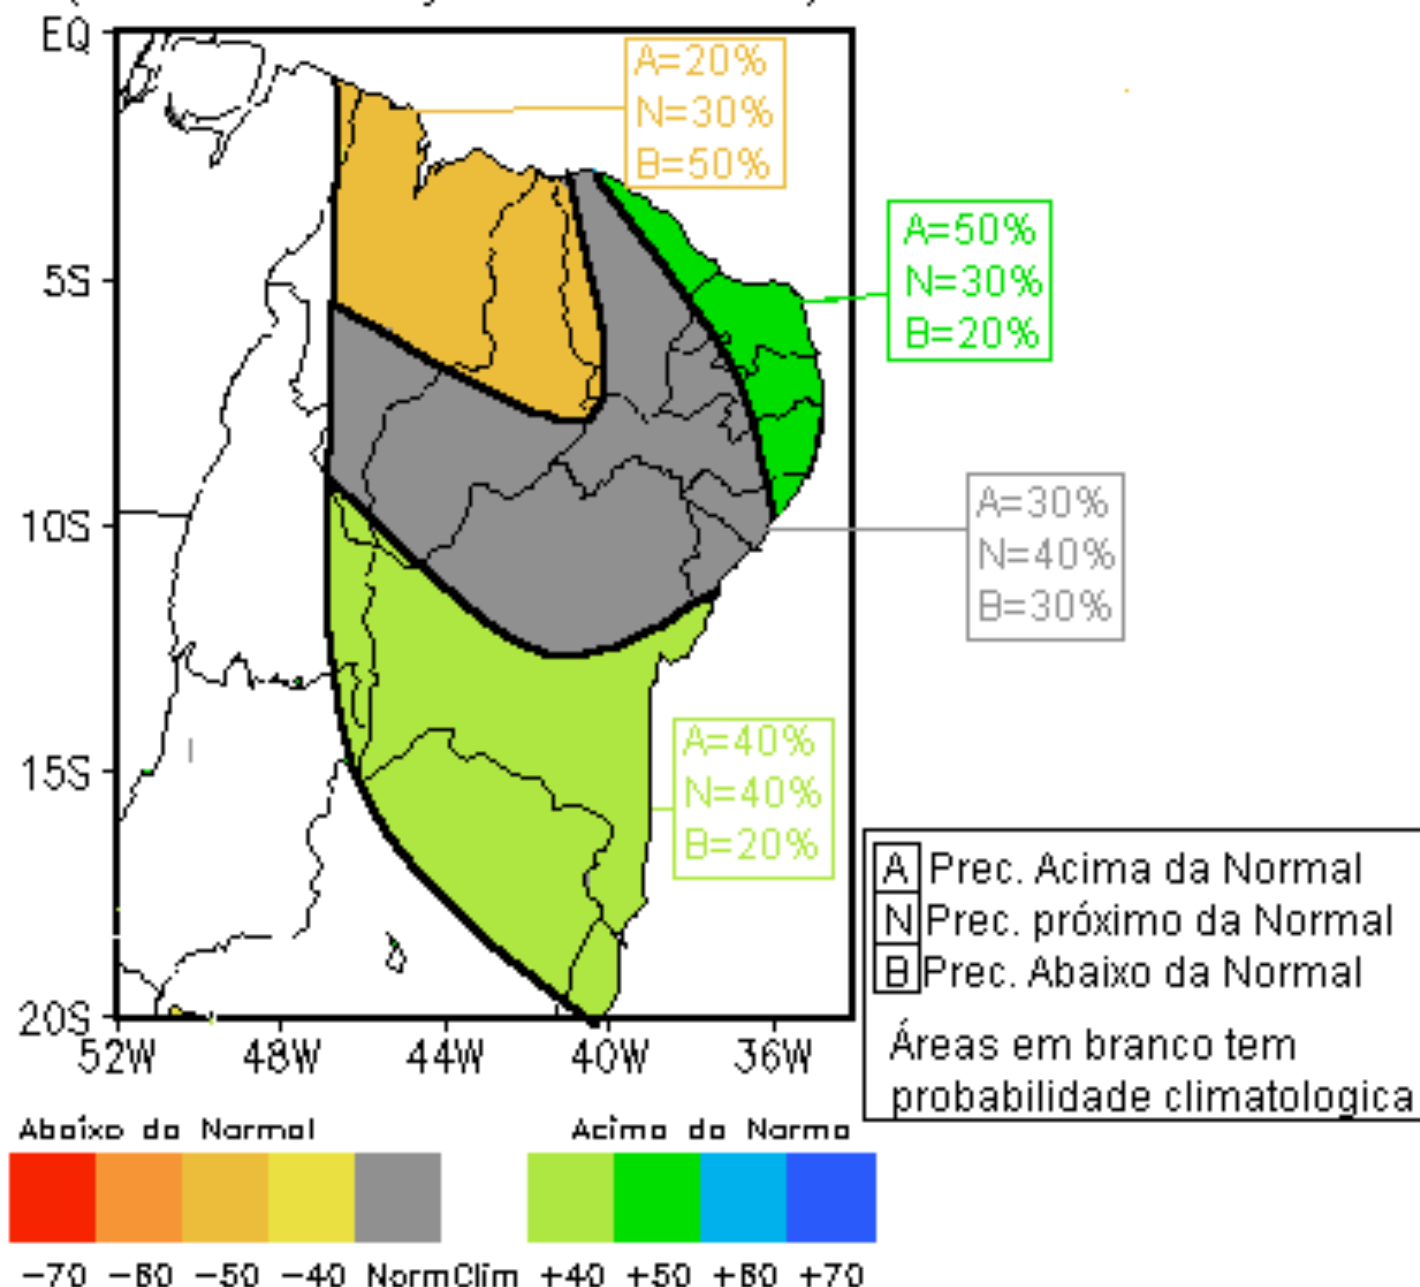 EQ
5S
10S
15S
20S
52W 48W 44W 40W 36W
A=20%
N=30%
B=50%
A=50%
N=30%
B=20%
A=30%
N=40%
B=30%
A=40%
N=40%
B=20%
A Prec. Acima da Normal
N Prec. próximo da Normal
B Prec. Abaixo da Normal
Áreas em branco tem
probabilidade climatologica
Abaixo da Normal Acima da Norma
-70 -60 -50 -40 NormClim +40 +50 +60 +70